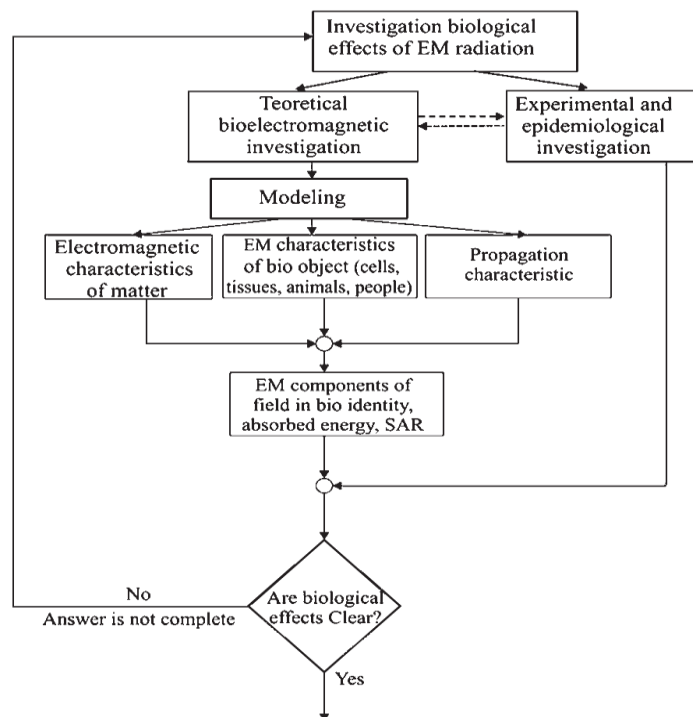 Investigation biological
effects of EM radiation
Teoretical
bioelectromagnetic
investigation
Experimental and
epidemiological
investigation
Modeling
Electromagnetic
characteristics
of matter
EM characteristics
of bio object (cells,
tissues, animals, people)
Propagation
characteristic
EM components of
field in bio identity,
absorbed energy, SAR
Are biological
effects Clear?
No
Answer is not complete
Yes